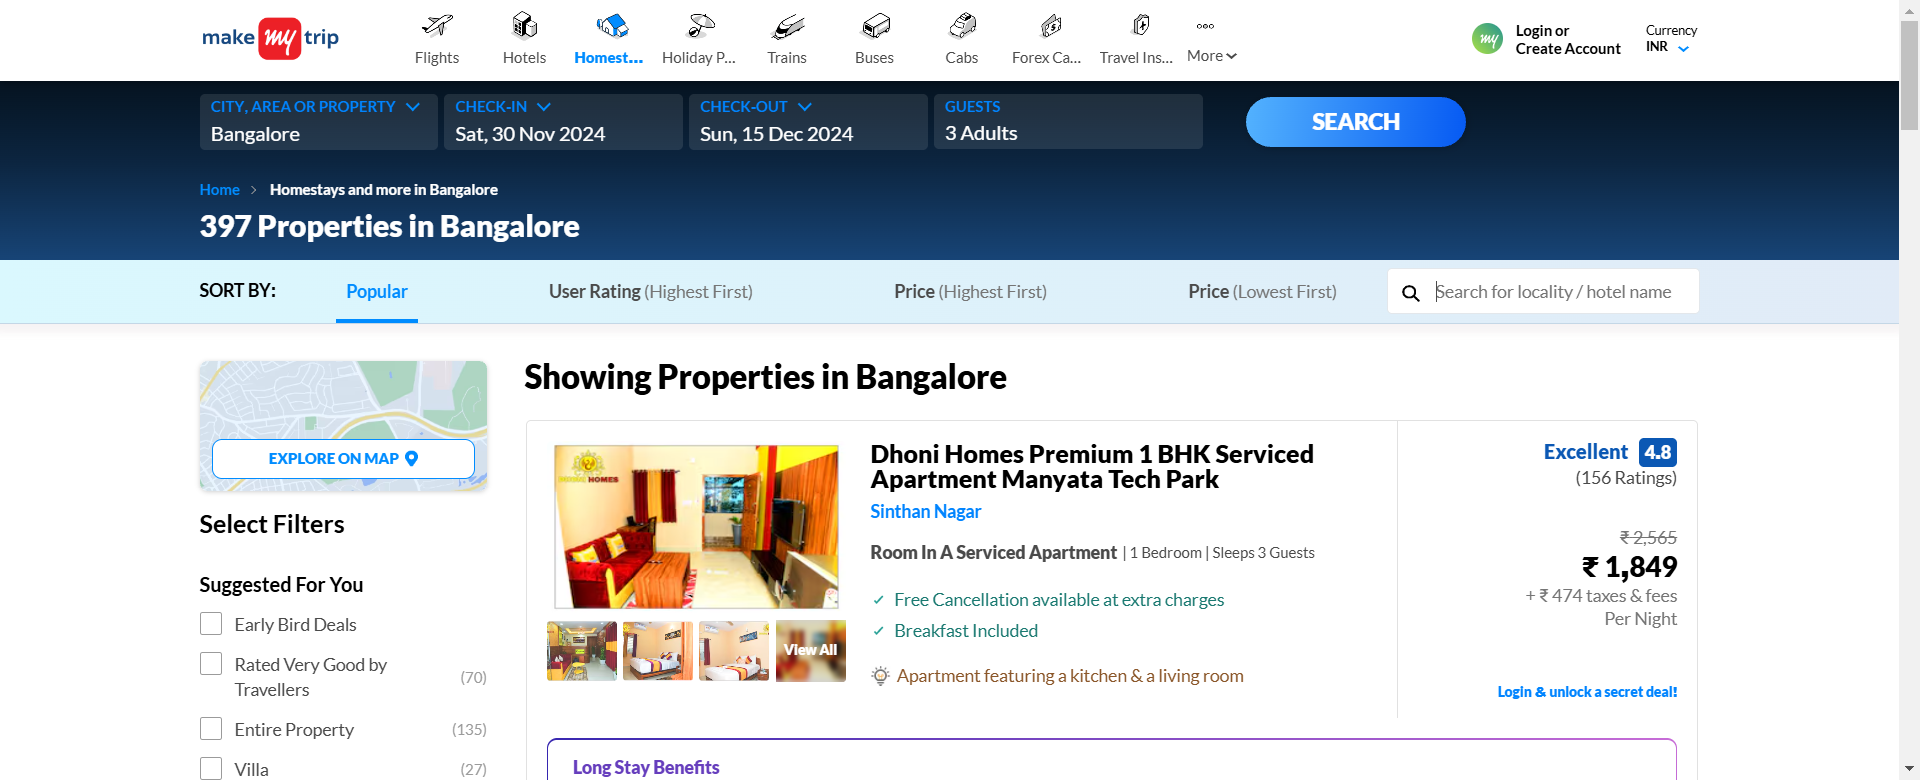 make my trip
Flights
Hotels
Homest...
Holiday P...
Trains
Buses
Cabs
Forex Ca...
Travel Ins...
More
my
Login or
Create Account
Currency
INR
CITY, AREA OR PROPERTY
Bangalore
CHECK-IN
Sat, 30 Nov 2024
CHECK-OUT
Sun, 15 Dec 2024
GUESTS
3 Adults
SEARCH
Home > Homestays and more in Bangalore
397 Properties in Bangalore
SORT BY:
Popular
User Rating (Highest First)
Price (Highest First)
Price (Lowest First)
Search for locality / hotel name
EXPLORE ON MAP
Select Filters
Suggested For You
Early Bird Deals
Rated Very Good by
Travellers
(70)
Entire Property
(135)
Villa
(27)
Showing Properties in Bangalore
HOMES
View All
Dhoni Homes Premium 1 BHK Serviced
Apartment Manyata Tech Park
Sinthan Nagar
Room In A Serviced Apartment | 1 Bedroom | Sleeps 3 Guests
Free Cancellation available at extra charges
Breakfast Included
Apartment featuring a kitchen & a living room
Excellent 4.8
(156 Ratings)
₹ 2,565
₹ 1,849
+ ₹ 474 taxes & fees
Per Night
Login & unlock a secret deal!
Long Stay Benefits